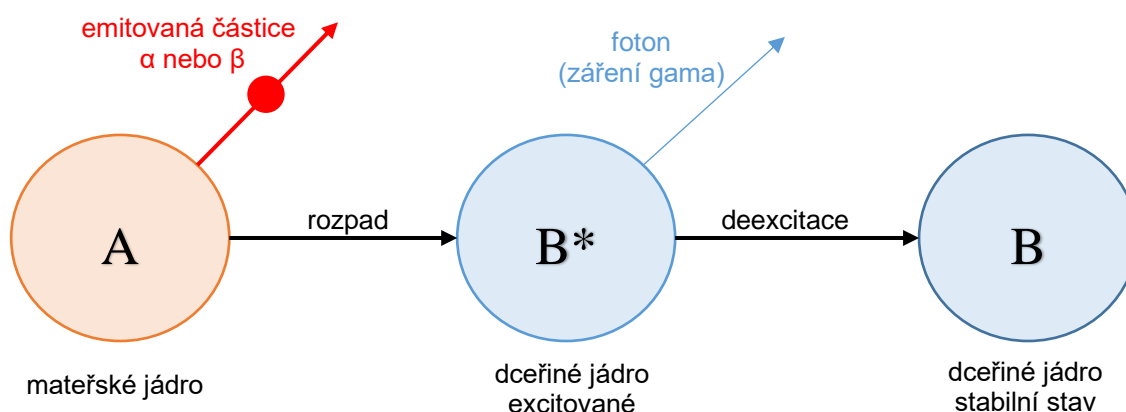 emitovaná částice
α nebo β
foton
(záření gama)
rozpad
deexcitace
A
B*
B
mateřské jádro
dceřiné jádro
excitované
dceřiné jádro
stabilní stav